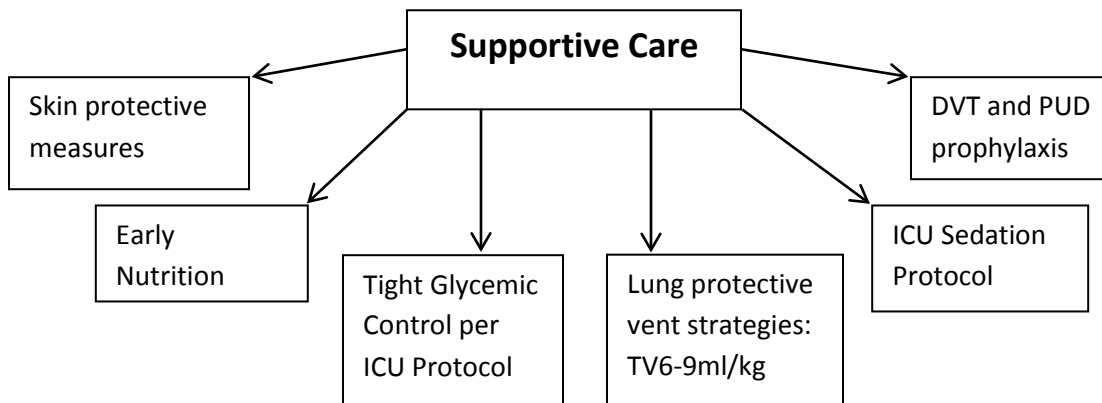 Supportive Care
Skin protective
measures
DVT and PUD
prophylaxis
Early
Nutrition
ICU Sedation
Protocol
Tight Glycemic
Control per
ICU Protocol
Lung protective
vent strategies:
TV6-9ml/kg